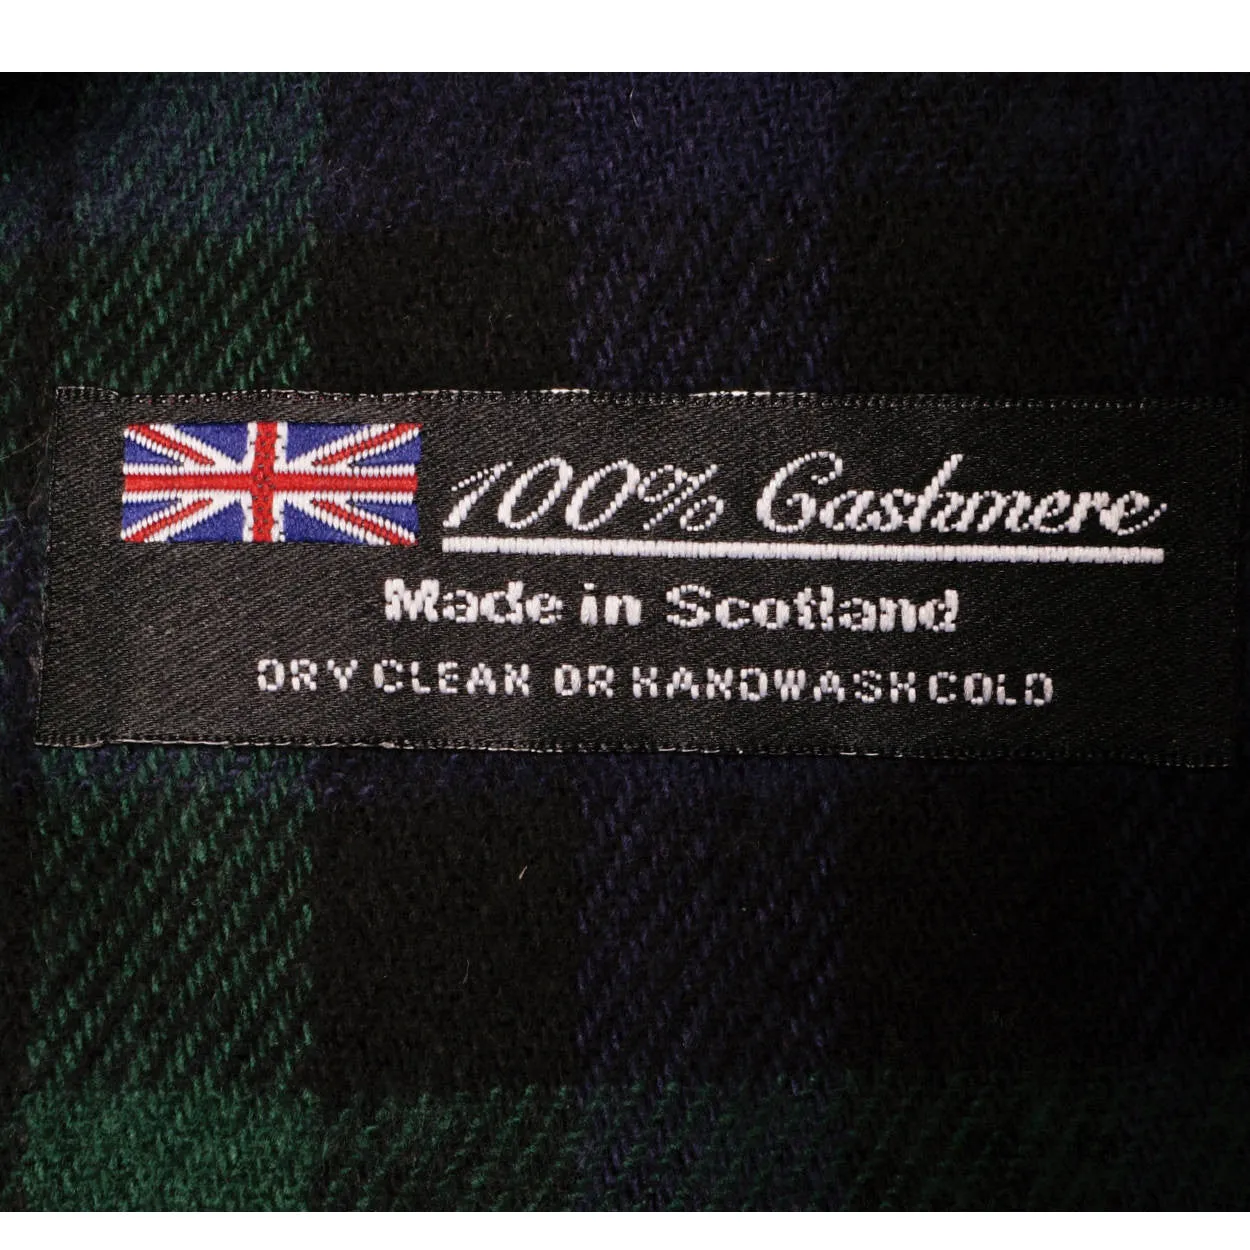 100% Cashmere
Made in Scotland
DRY CLEAN OR HANDWASH COLD